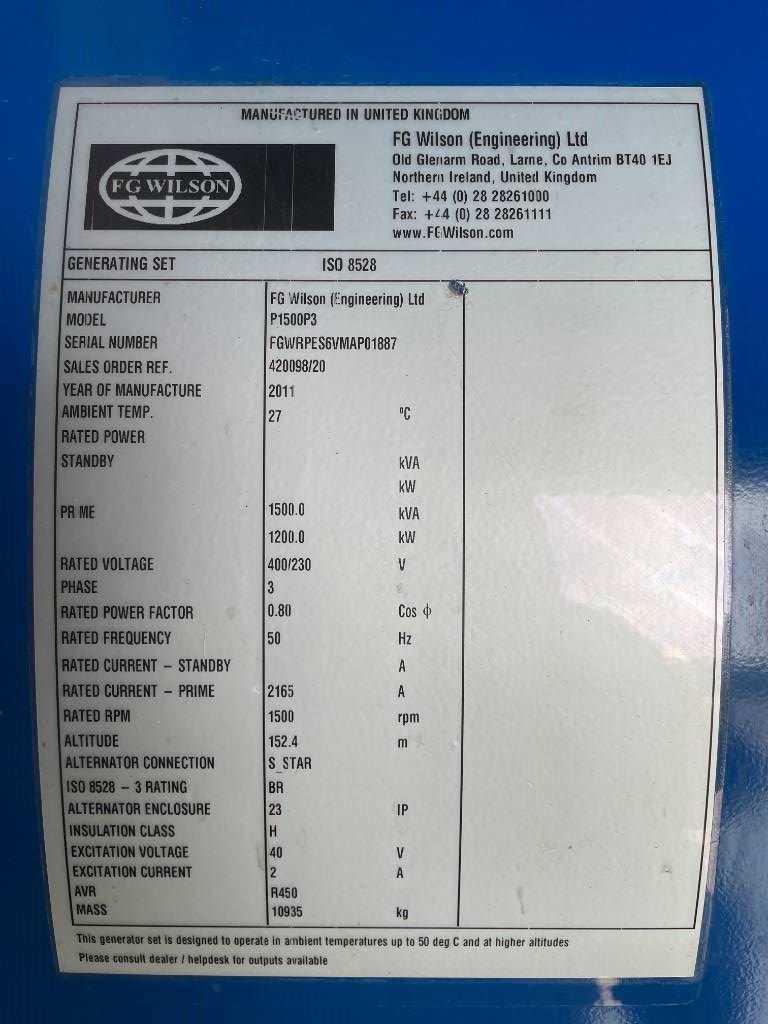 MANUFACTURED IN UNITED KINGDOM
FG WILSON
FG Wilson (Engineering) Ltd
Old Glenarm Road, Larne, Co Antrim BT40 1EJ
Northern Ireland, United Kingdom
Tel: +44 (0) 28 28261000
Fax: +44 (0) 28 28261111
www.FGWilson.com
GENERATING SET ISO 8528
MANUFACTURER FG Wilson (Engineering) Ltd
MODEL P1500P3
SERIAL NUMBER FGWRPES6VMAP01887
SALES ORDER REF. 420098/20
YEAR OF MANUFACTURE 2011
AMBIENT TEMP. 27 ºC
RATED POWER
STANDBY kVA
kW
PRIME 1500.0 kVA
1200.0 kW
RATED VOLTAGE 400/230 V
PHASE 3
RATED POWER FACTOR 0.80 Cos ϕ
RATED FREQUENCY 50 Hz
RATED CURRENT – STANDBY A
RATED CURRENT – PRIME 2165 A
RATED RPM 1500 rpm
ALTITUDE 152.4 m
ALTERNATOR CONNECTION S_STAR
ISO 8528 – 3 RATING BR
ALTERNATOR ENCLOSURE 23 IP
INSULATION CLASS H
EXCITATION VOLTAGE 40 V
EXCITATION CURRENT 2 A
AVR R450
MASS 10935 kg
This generator set is designed to operate in ambient temperatures up to 50 deg C and at higher altitudes
Please consult dealer / helpdesk for outputs available